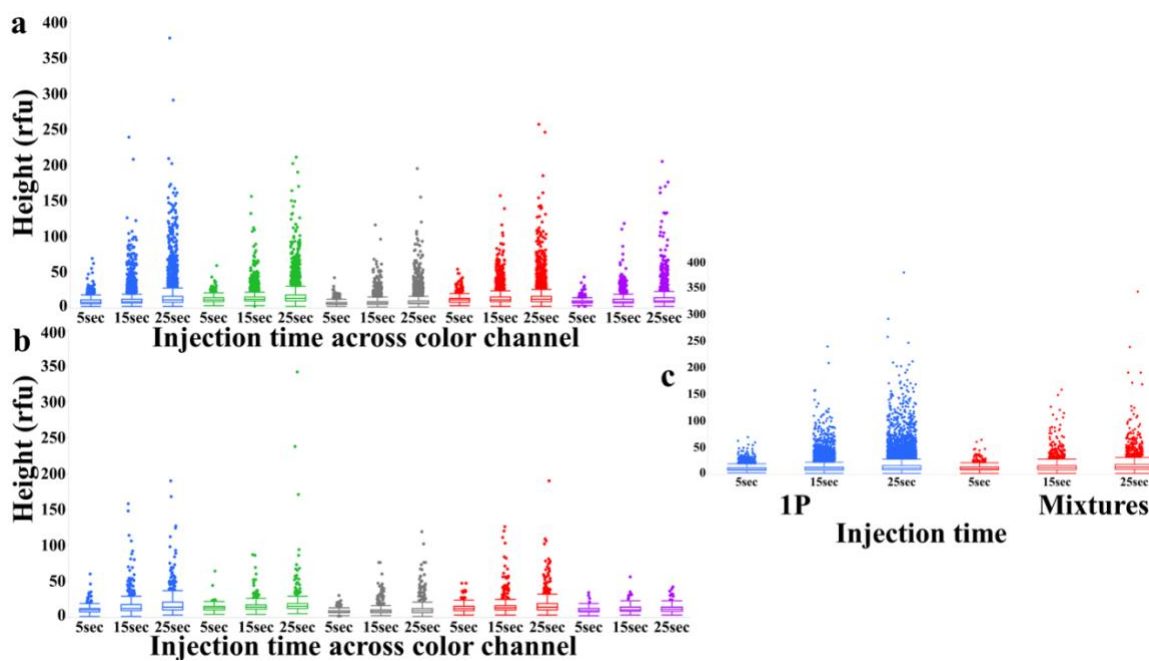 a
Height (rfu)
400
350
300
250
200
150
100
50
0
5sec 15sec 25sec 5sec 15sec 25sec 5sec 15sec 25sec 5sec 15sec 25sec 5sec 15sec 25sec
Injection time across color channel
b
Height (rfu)
400
350
300
250
200
150
100
50
0
5sec 15sec 25sec 5sec 15sec 25sec 5sec 15sec 25sec 5sec 15sec 25sec 5sec 15sec 25sec
Injection time across color channel
c
400
350
300
250
200
150
100
50
0
5sec 15sec 25sec 5sec 15sec 25sec
1P Mixtures
Injection time